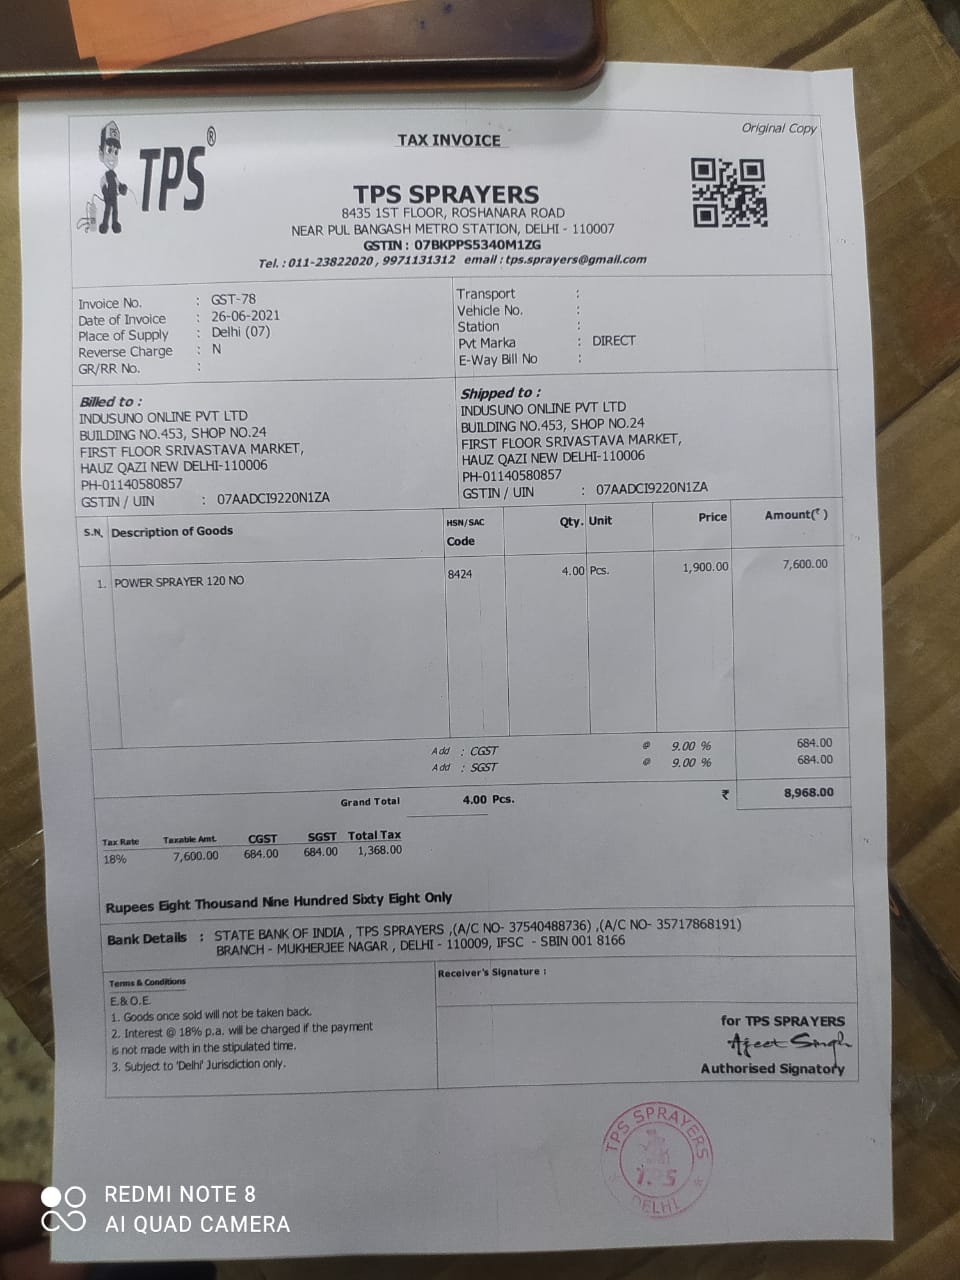 Original Copy
TPS®
TAX INVOICE
TPS SPRAYERS
8435 1ST FLOOR, ROSHANARA ROAD
NEAR PUL BANGASH METRO STATION, DELHI - 110007
GSTIN : 07BKPPS5340M1ZG
Tel. : 011-23822020 , 9971131312 email : tps.sprayers@gmail.com
Invoice No. : GST-78
Date of Invoice : 26-06-2021
Place of Supply : Delhi (07)
Reverse Charge : N
GR/RR No. :
Transport :
Vehicle No. :
Station :
Pvt Marka : DIRECT
E-Way Bill No :
Billed to :
INDUSUNO ONLINE PVT LTD
BUILDING NO.453, SHOP NO.24
FIRST FLOOR SRIVASTAVA MARKET,
HAUZ QAZI NEW DELHI-110006
PH-01140580857
GSTIN / UIN : 07AADCI9220N1ZA
Shipped to :
INDUSUNO ONLINE PVT LTD
BUILDING NO.453, SHOP NO.24
FIRST FLOOR SRIVASTAVA MARKET,
HAUZ QAZI NEW DELHI-110006
PH-01140580857
GSTIN / UIN : 07AADCI9220N1ZA
S.N. Description of Goods HSN/SAC Code Qty. Unit Price Amount(₹)
1. POWER SPRAYER 120 NO 8424 4.00 Pcs. 1,900.00 7,600.00
Add : CGST @ 9.00 % 684.00
Add : SGST @ 9.00 % 684.00
Grand Total 4.00 Pcs. ₹ 8,968.00
Tax Rate Taxable Amt. CGST SGST Total Tax
18% 7,600.00 684.00 684.00 1,368.00
Rupees Eight Thousand Nine Hundred Sixty Eight Only
Bank Details : STATE BANK OF INDIA , TPS SPRAYERS ,(A/C NO- 37540488736) ,(A/C NO- 35717868191)
BRANCH - MUKHERJEE NAGAR , DELHI - 110009, IFSC - SBIN 001 8166
Terms & Conditions
E.& O.E.
1. Goods once sold will not be taken back.
2. Interest @ 18% p.a. will be charged if the payment
is not made with in the stipulated time.
3. Subject to 'Delhi' Jurisdiction only.
Receiver's Signature :
for TPS SPRAYERS
Ajeet Singh
Authorised Signatory
TPS SPRAYERS
TPS
DELHI
REDMI NOTE 8
AI QUAD CAMERA